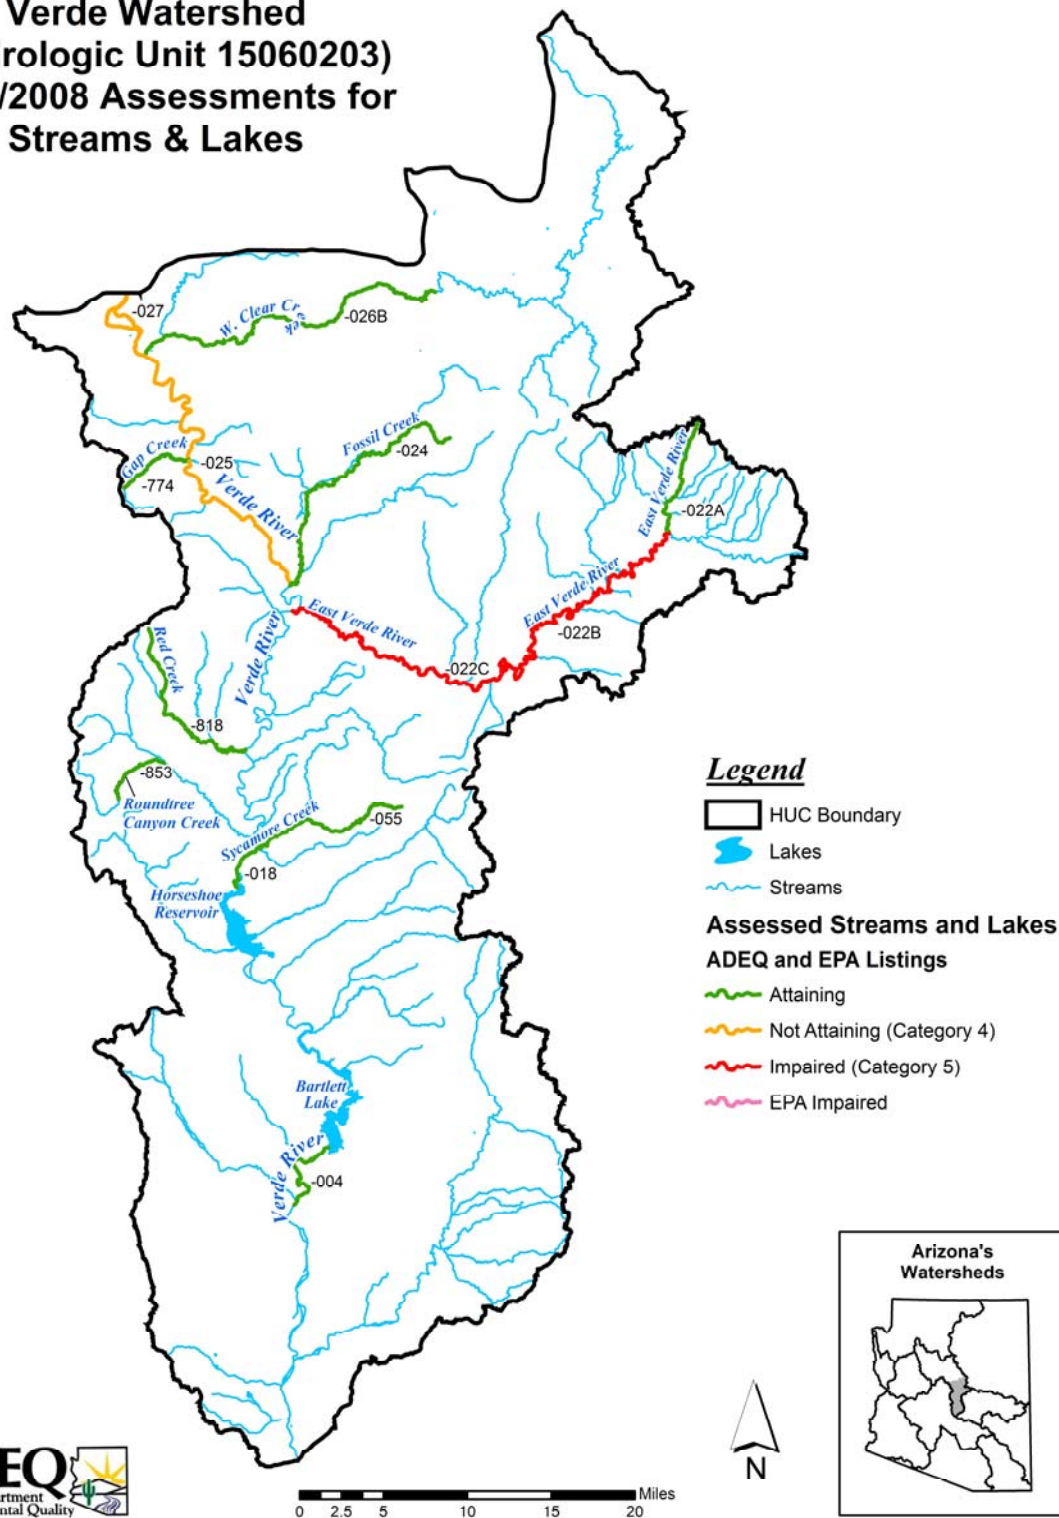 Verde Watershed
rologic Unit 15060203)
/2008 Assessments for
Streams & Lakes
-027
W. Clear Creek
-026B
Fossil Creek
-024
Gap Creek
-025
-774
Verde River
East Verde River
-022A
East Verde River
-022B
East Verde River
-022C
Verde River
Red Creek
-818
-853
Roundtree
Canyon Creek
Sycamore Creek
-055
-018
Horseshoe
Reservoir
Bartlett
Lake
Verde River
-004
Legend
HUC Boundary
Lakes
Streams
Assessed Streams and Lakes
ADEQ and EPA Listings
Attaining
Not Attaining (Category 4)
Impaired (Category 5)
EPA Impaired
Arizona's
Watersheds
N
Miles
0 2.5 5 10 15 20
EQ
rtment
ntal Quality